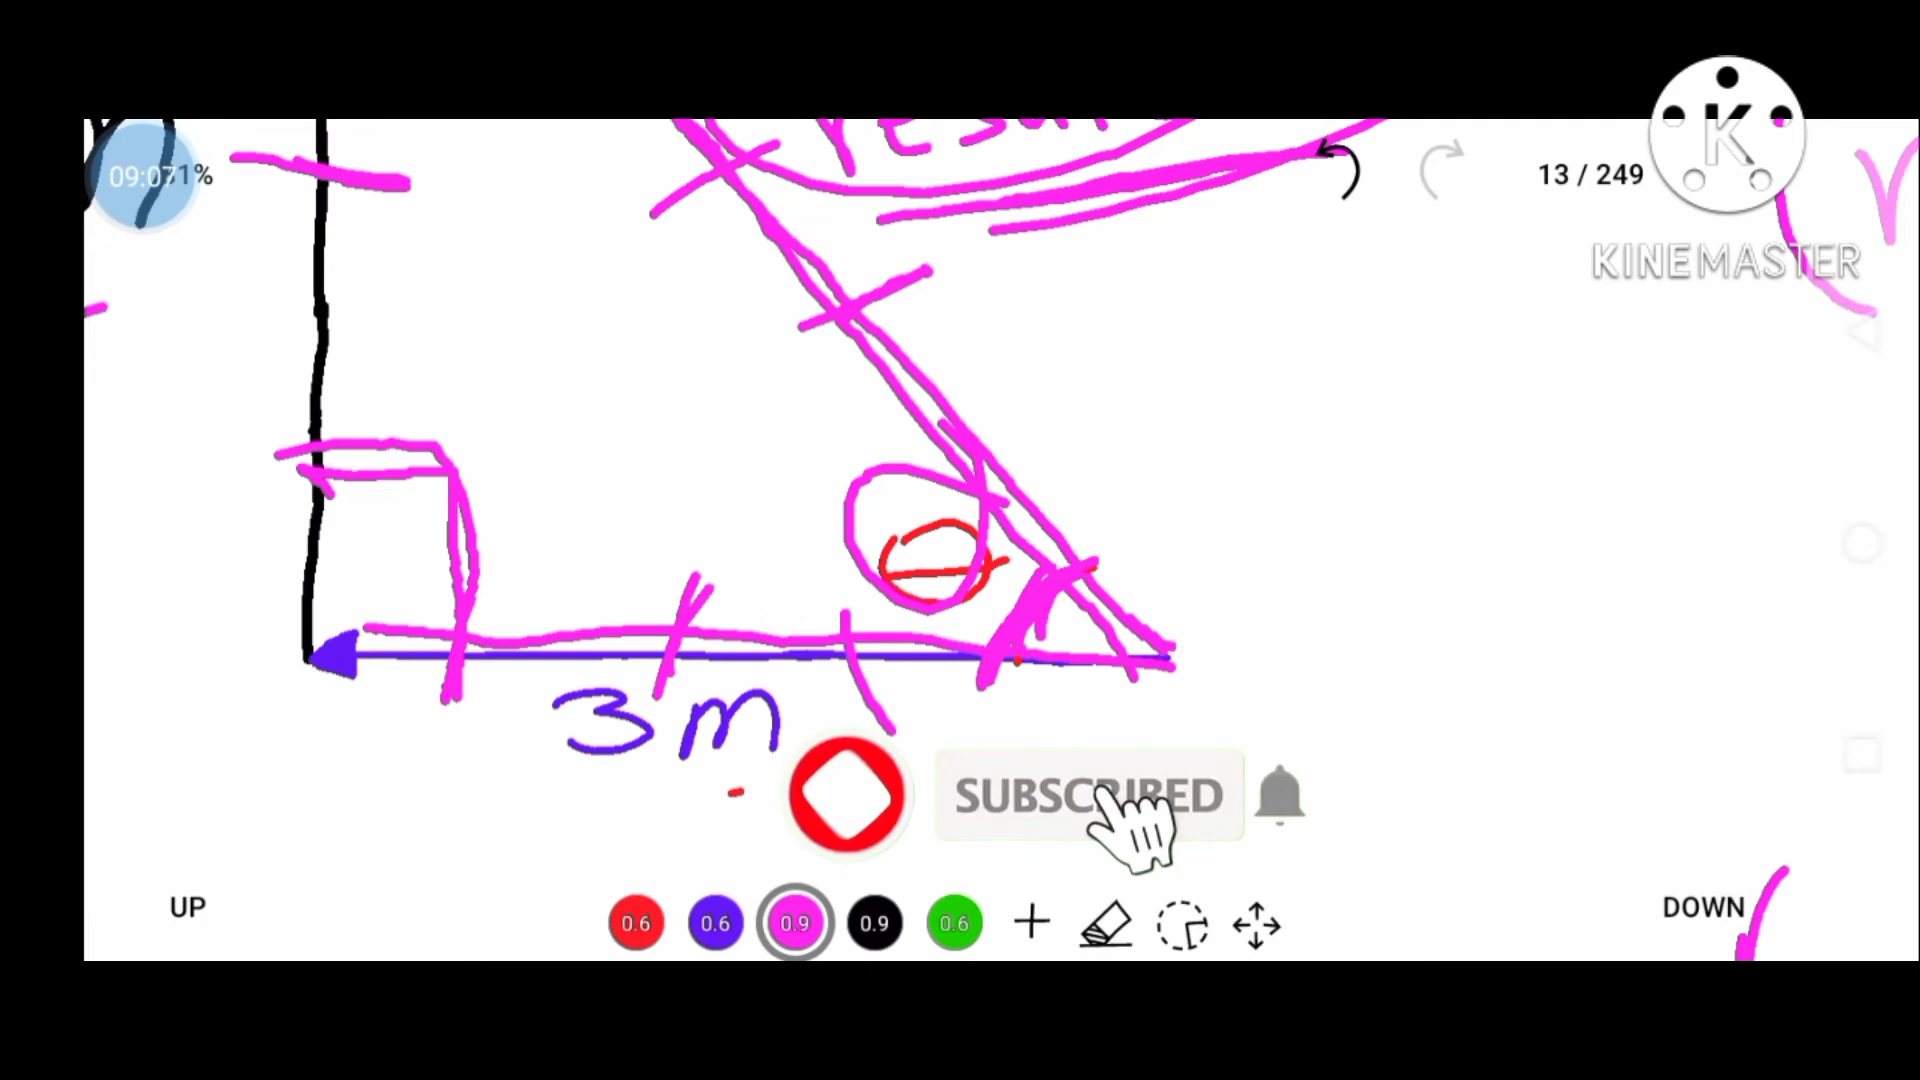 09:07
1%
13 / 249
K
KINEMASTER
θ
3m
SUBSCRIBED
UP
0.6 0.6 0.9 0.9 0.6
DOWN